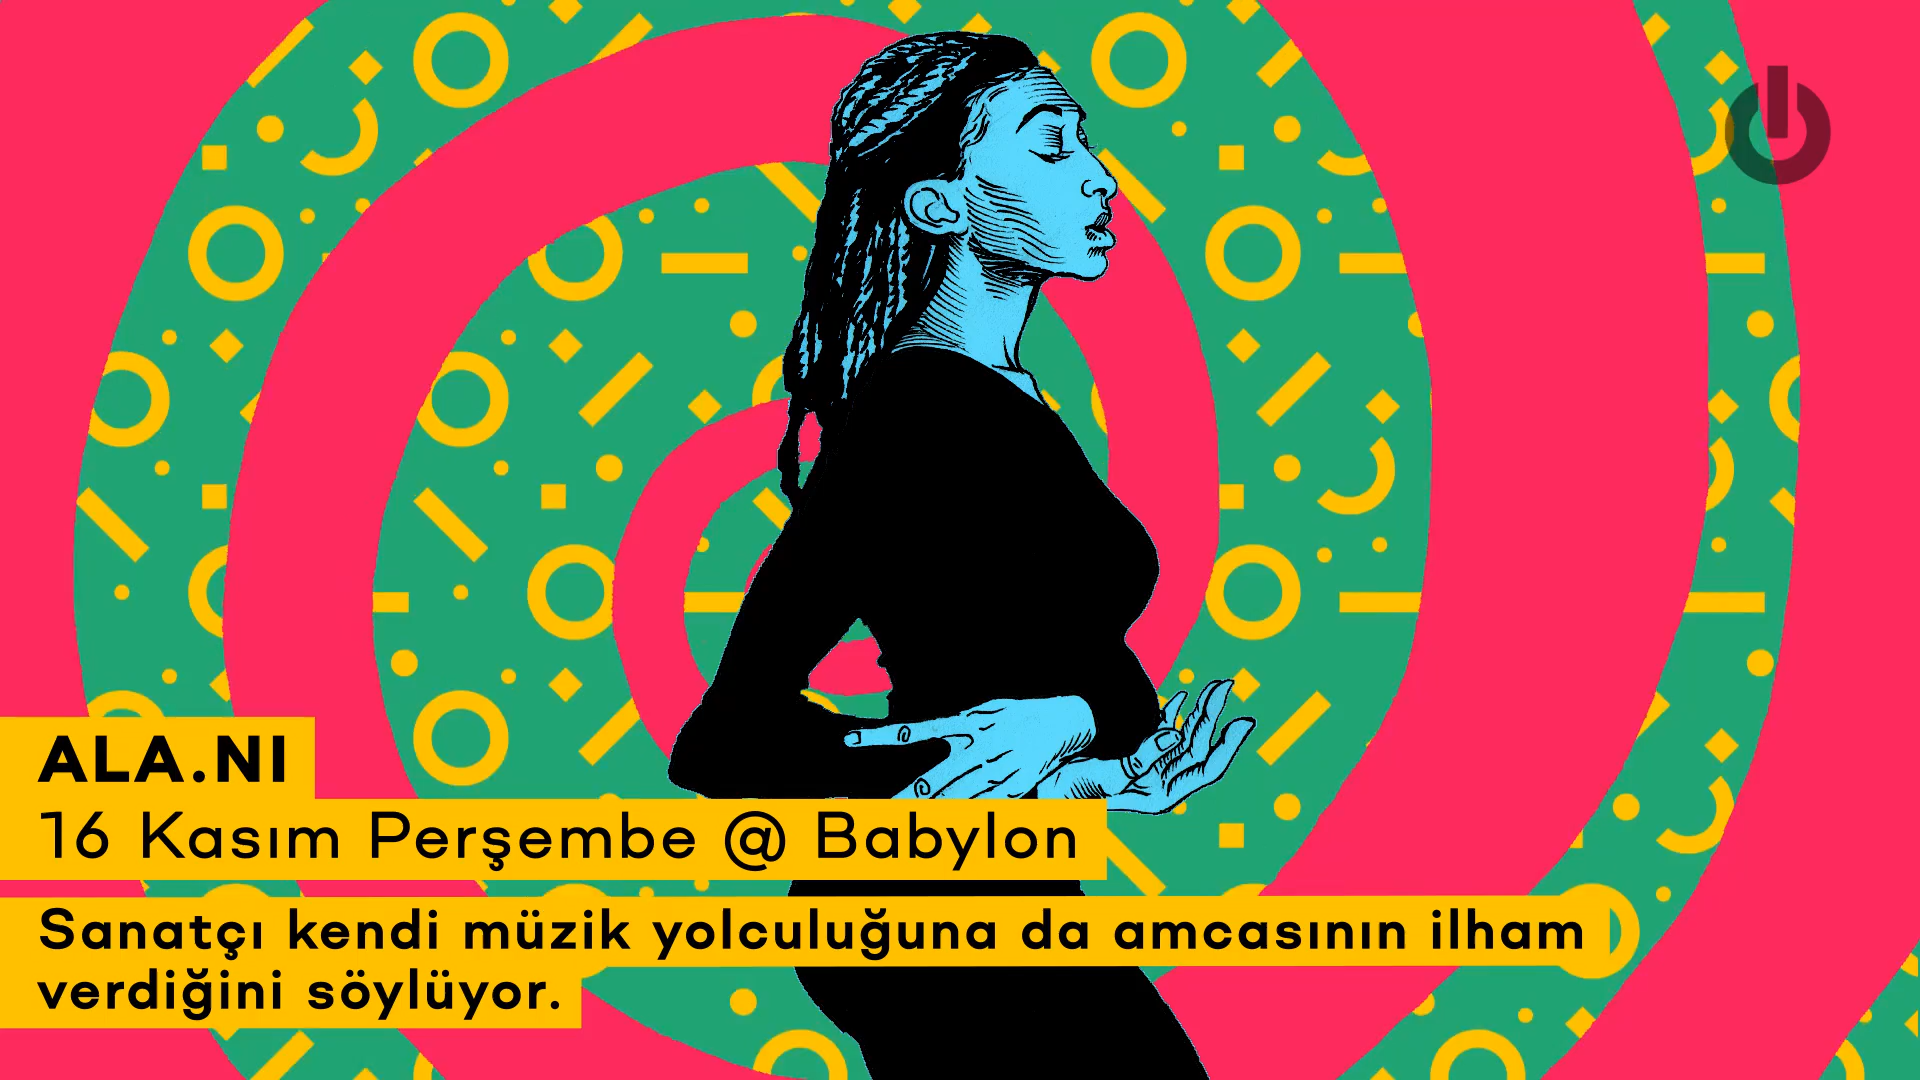 ALA.NI
16 Kasım Perşembe @ Babylon
Sanatçı kendi müzik yolculuğuna da amcasının ilham
verdiğini söylüyor.